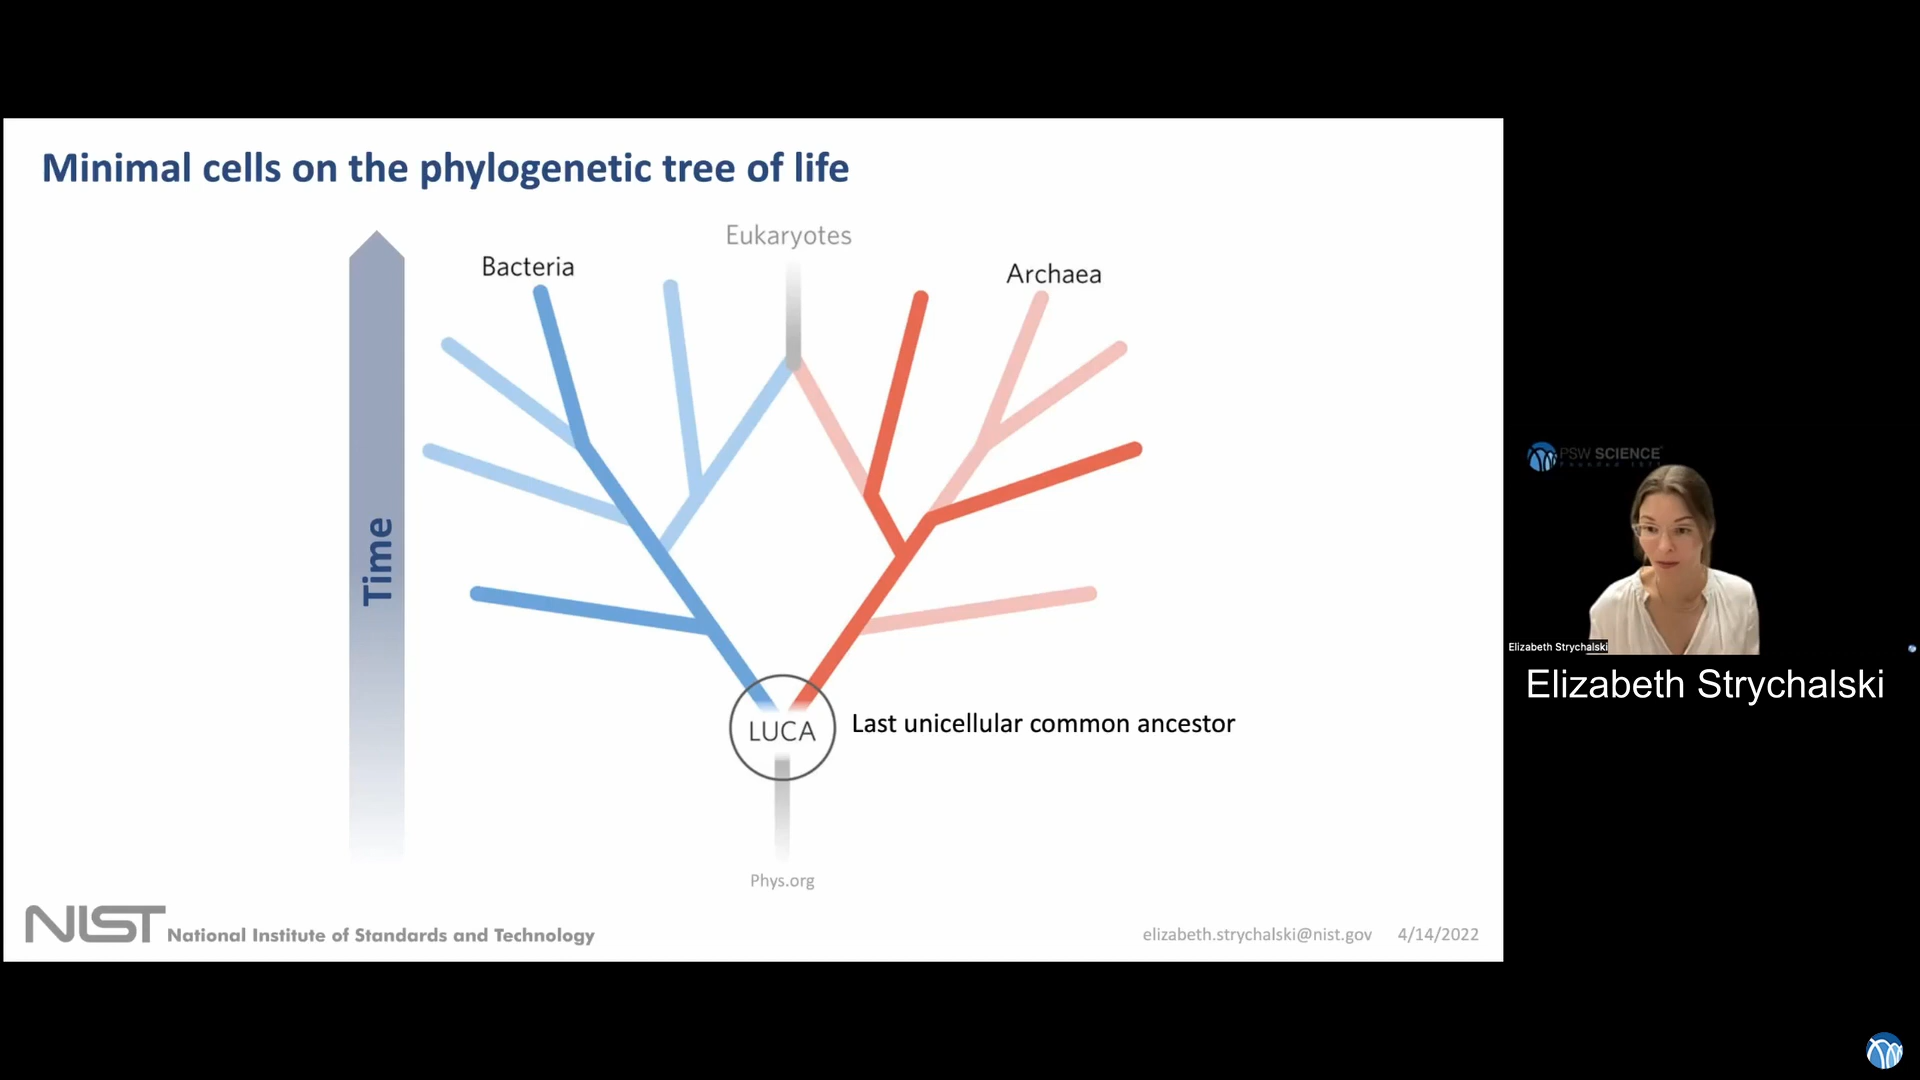 Minimal cells on the phylogenetic tree of life
Eukaryotes
Bacteria
Archaea
Time
LUCA
Last unicellular common ancestor
Phys.org
NIST National Institute of Standards and Technology
elizabeth.strychalski@nist.gov 4/14/2022
PSW SCIENCE
Elizabeth Strychalski
Elizabeth Strychalski